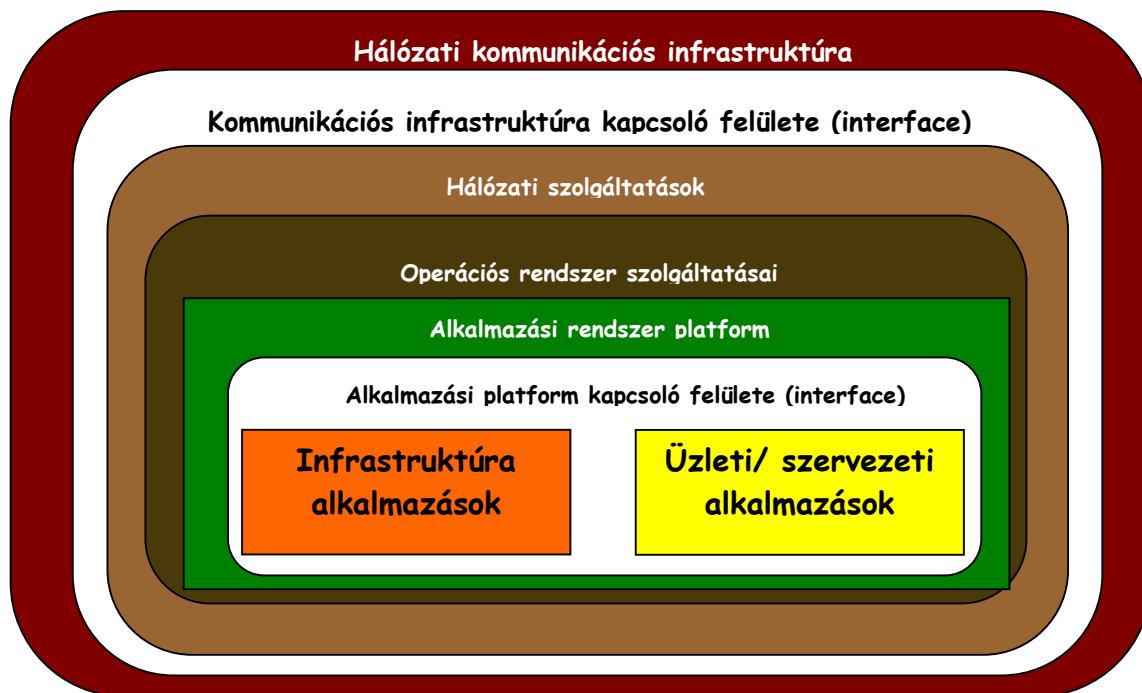 Hálózati kommunikációs infrastruktúra
Kommunikációs infrastruktúra kapcsoló felülete (interface)
Hálózati szolgáltatások
Operációs rendszer szolgáltatásai
Alkalmazási rendszer platform
Alkalmazási platform kapcsoló felülete (interface)
Infrastruktúra
alkalmazások
Üzleti/ szervezeti
alkalmazások